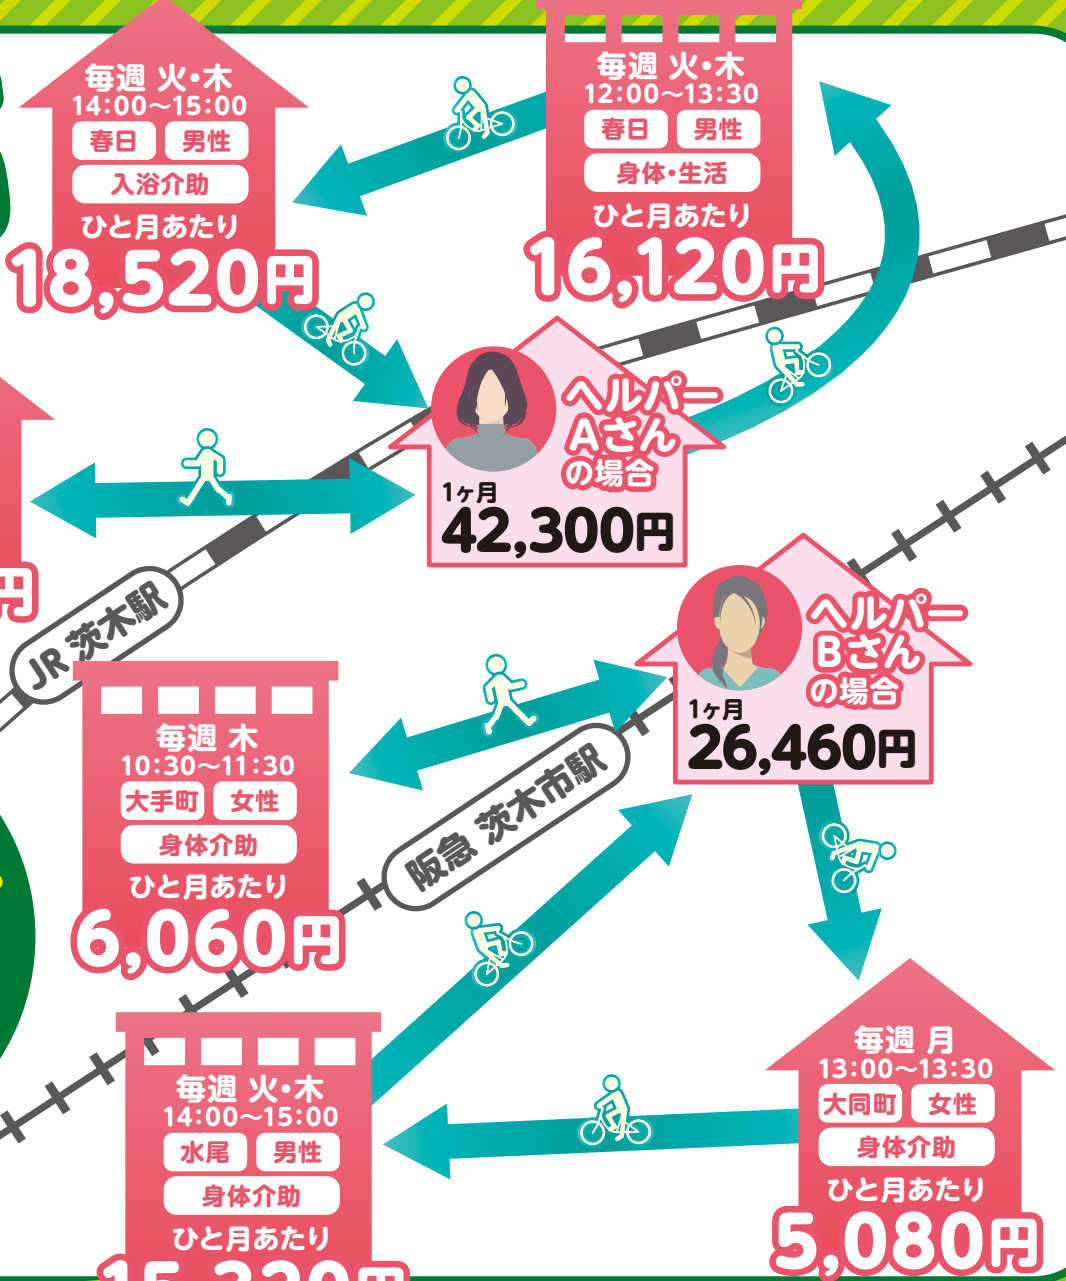 毎週 火・木
14:00〜15:00
春日 男性
入浴介助
ひと月あたり
18,520円
毎週 火・木
12:00〜13:30
春日 男性
身体・生活
ひと月あたり
16,120円
ヘルパー
Aさん
の場合
1ヶ月
42,300円
円
JR 茨木駅
ヘルパー
Bさん
の場合
1ヶ月
26,460円
毎週 木
10:30〜11:30
大手町 女性
身体介助
ひと月あたり
6,060円
阪急 茨木市駅
毎週 火・木
14:00〜15:00
水尾 男性
身体介助
ひと月あたり
15,320円
毎週 月
13:00〜13:30
大同町 女性
身体介助
ひと月あたり
5,080円